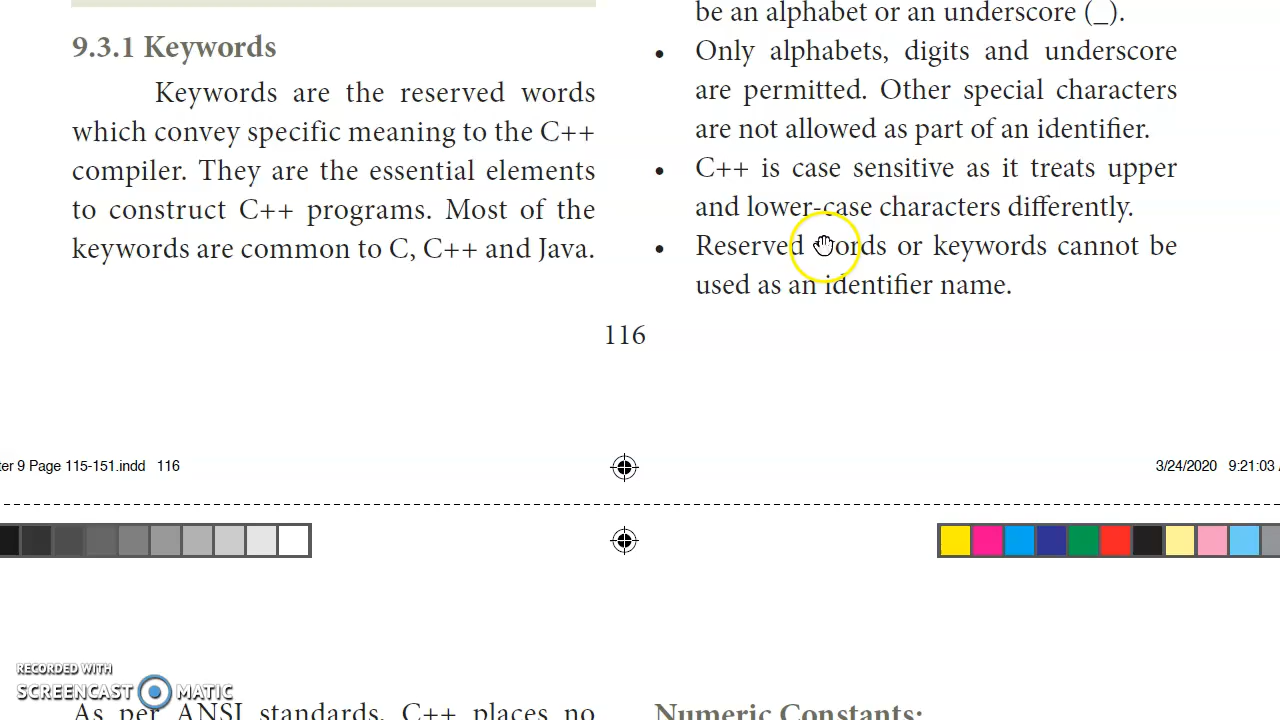 9.3.1 Keywords
Keywords are the reserved words
which convey specific meaning to the C++
compiler. They are the essential elements
to construct C++ programs. Most of the
keywords are common to C, C++ and Java.
be an alphabet or an underscore (_).
• Only alphabets, digits and underscore
are permitted. Other special characters
are not allowed as part of an identifier.
• C++ is case sensitive as it treats upper
and lower-case characters differently.
• Reserved words or keywords cannot be
used as an identifier name.
116
ter 9 Page 115-151.indd 116
3/24/2020 9:21:03
As per ANSI standards, C++ places no
Numeric Constants:
RECORDED WITH
SCREENCAST MATIC